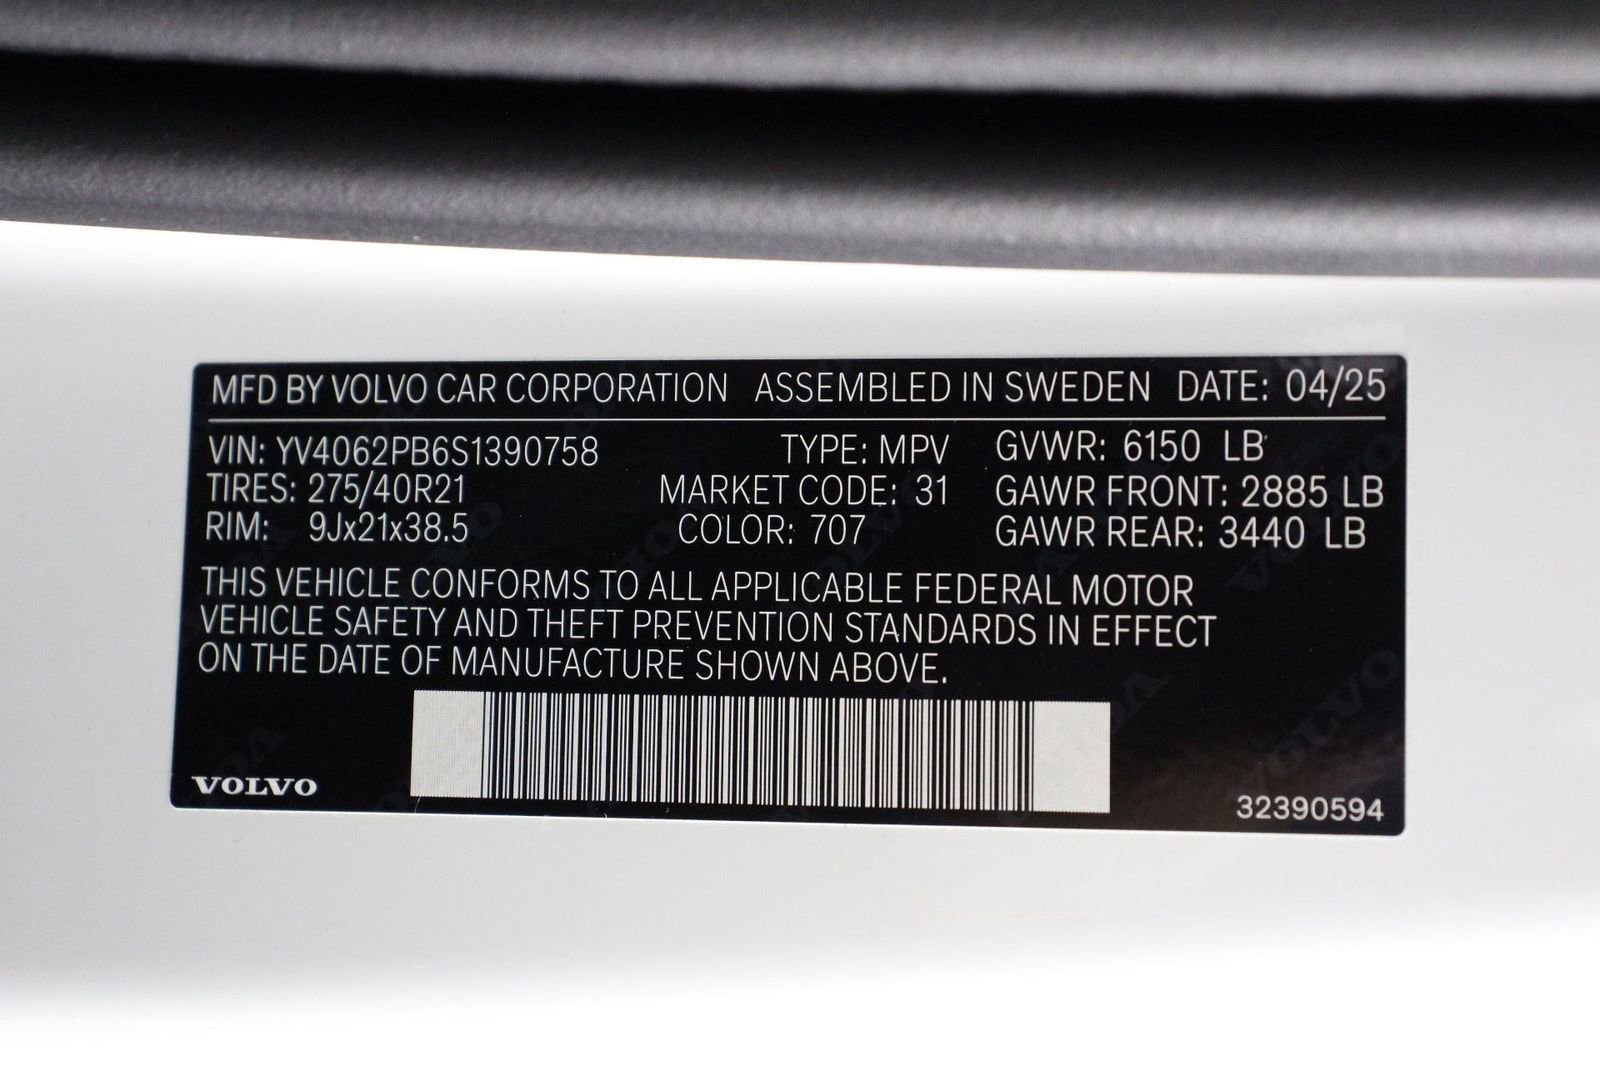 MFD BY VOLVO CAR CORPORATION ASSEMBLED IN SWEDEN DATE: 04/25
VIN: YV4062PB6S1390758 TYPE: MPV GVWR: 6150 LB
TIRES: 275/40R21 MARKET CODE: 31 GAWR FRONT: 2885 LB
RIM: 9Jx21x38.5 COLOR: 707 GAWR REAR: 3440 LB
THIS VEHICLE CONFORMS TO ALL APPLICABLE FEDERAL MOTOR
VEHICLE SAFETY AND THEFT PREVENTION STANDARDS IN EFFECT
ON THE DATE OF MANUFACTURE SHOWN ABOVE.
VOLVO
32390594